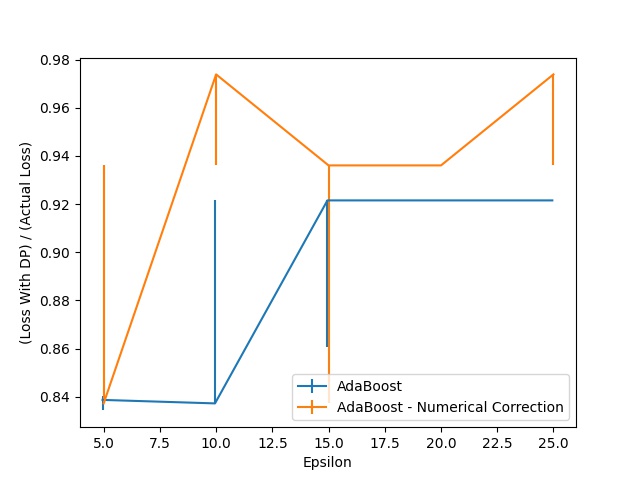 0.98
0.96
0.94
0.92
0.90
0.88
0.86
0.84
(Loss With DP) / (Actual Loss)
AdaBoost
AdaBoost - Numerical Correction
5.0 7.5 10.0 12.5 15.0 17.5 20.0 22.5 25.0
Epsilon